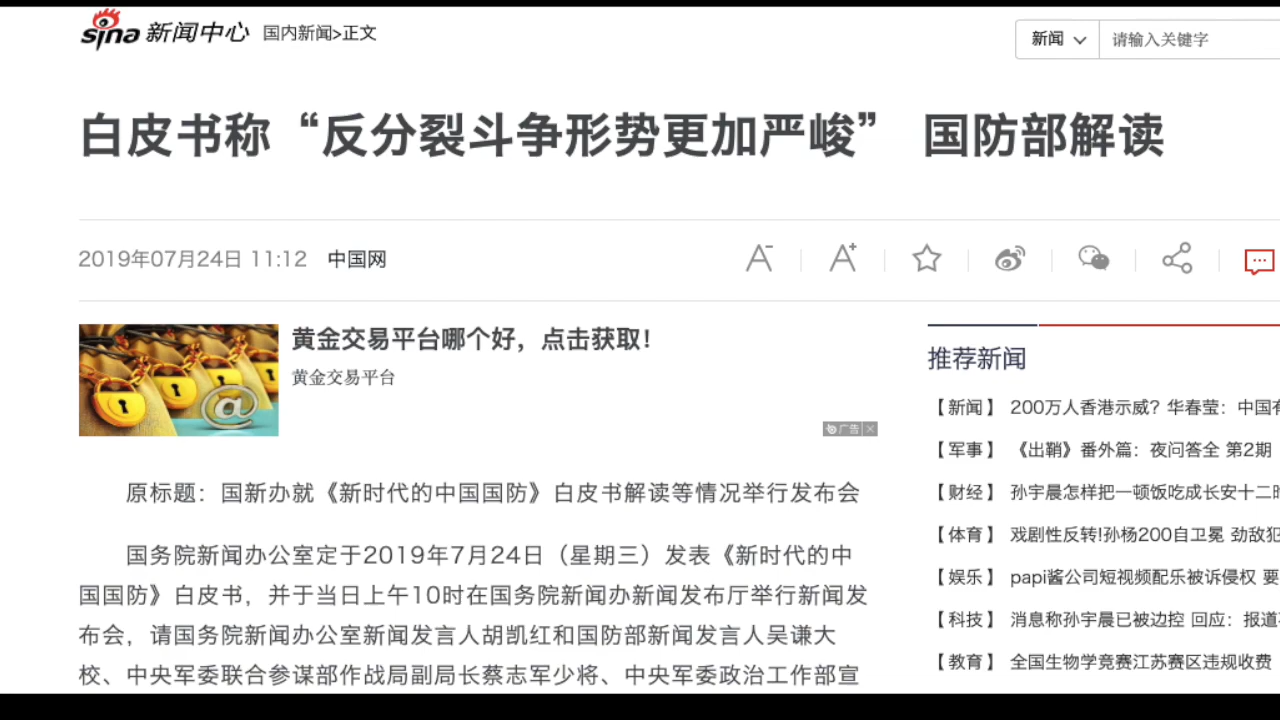 sina 新闻中心 国内新闻>正文
新闻 请输入关键字
白皮书称“反分裂斗争形势更加严峻” 国防部解读
2019年07月24日 11:12 中国网
黄金交易平台哪个好，点击获取！
黄金交易平台
广告
原标题：国新办就《新时代的中国国防》白皮书解读等情况举行发布会
国务院新闻办公室定于2019年7月24日（星期三）发表《新时代的中
国国防》白皮书，并于当日上午10时在国务院新闻办新闻发布厅举行新闻发
布会，请国务院新闻办公室新闻发言人胡凯红和国防部新闻发言人吴谦大
校、中央军委联合参谋部作战局副局长蔡志军少将、中央军委政治工作部宣
推荐新闻
【新闻】 200万人香港示威？华春莹：中国有
【军事】 《出鞘》番外篇：夜问答全 第2期
【财经】 孙宇晨怎样把一顿饭吃成长安十二
【体育】 戏剧性反转!孙杨200自卫冕 劲敌犯
【娱乐】 papi酱公司短视频配乐被诉侵权 要
【科技】 消息称孙宇晨已被边控 回应：报道
【教育】 全国生物学竞赛江苏赛区违规收费